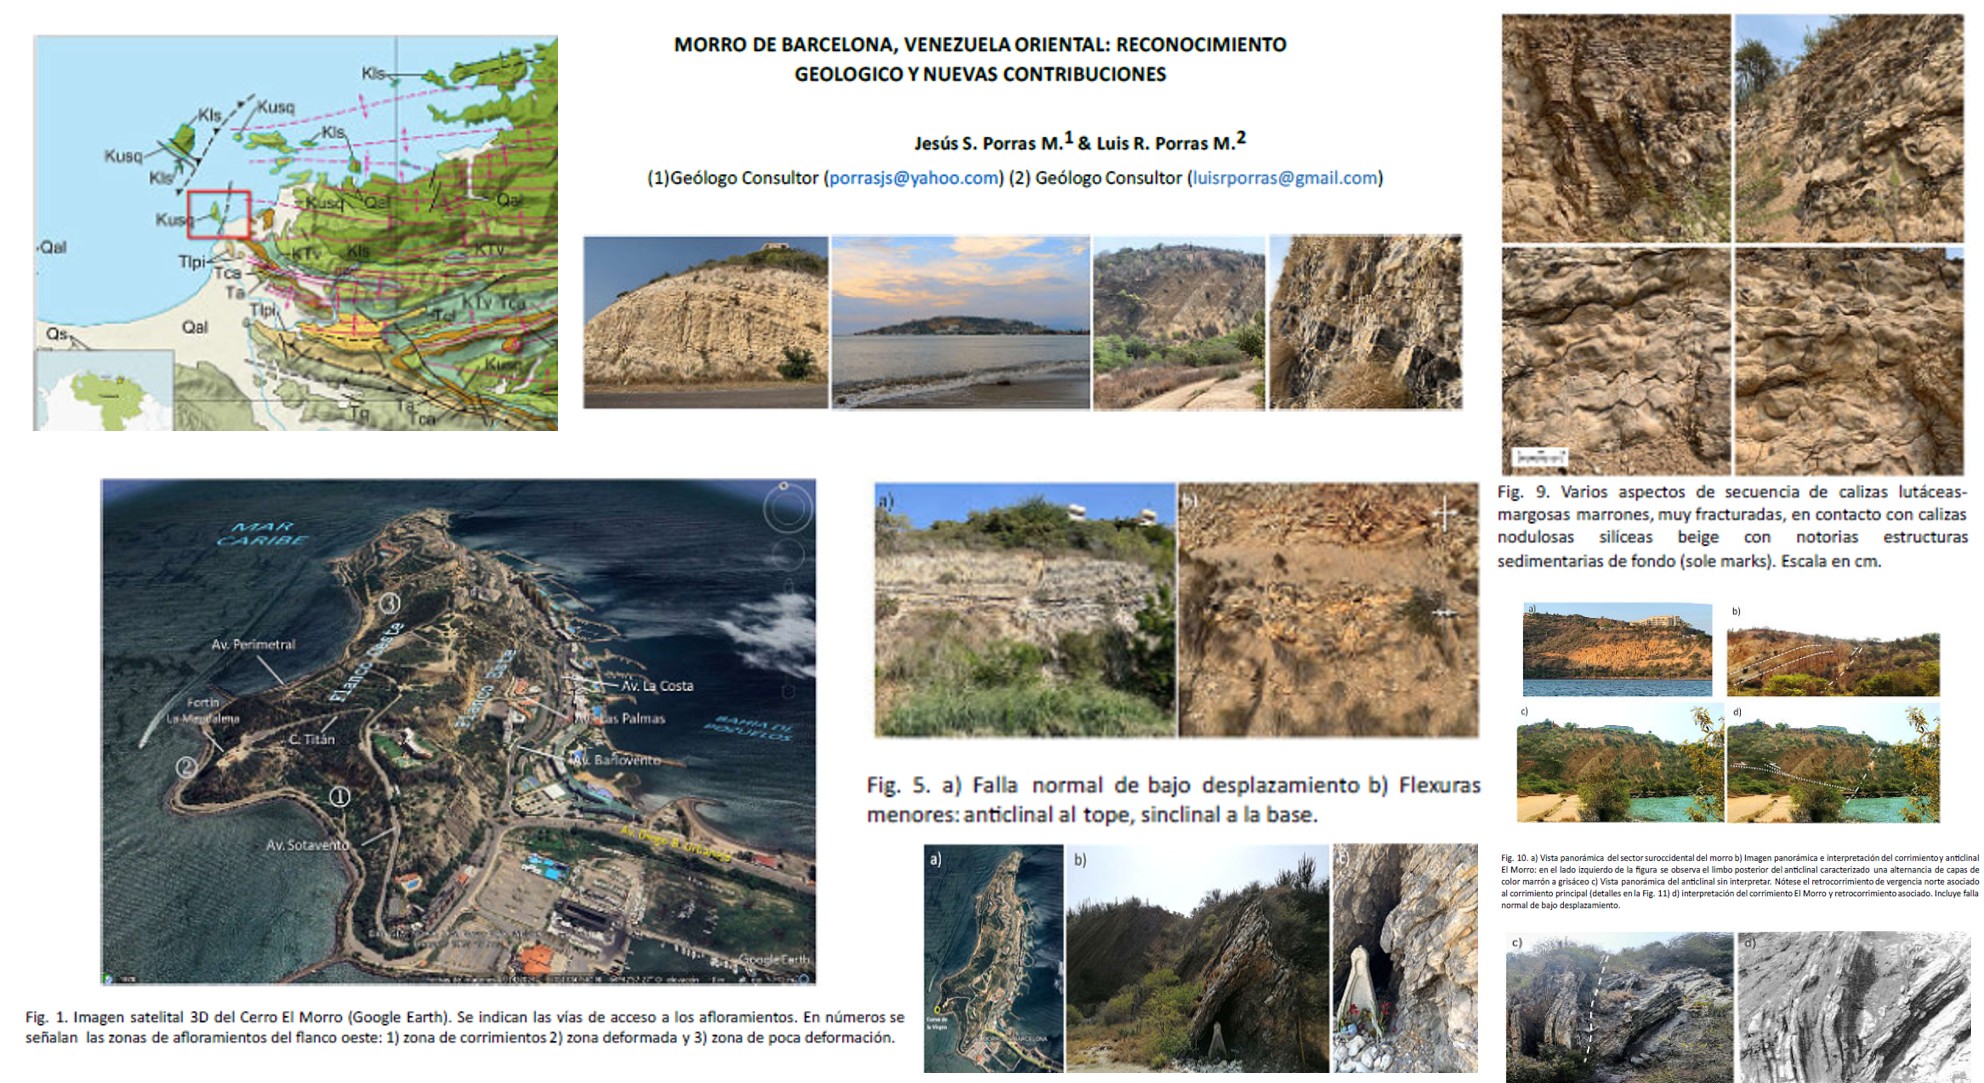 MORRO DE BARCELONA, VENEZUELA ORIENTAL: RECONOCIMIENTO
GEOLOGICO Y NUEVAS CONTRIBUCIONES
Jesús S. Porras M.1 & Luis R. Porras M.2
(1)Geólogo Consultor (porrasjs@yahoo.com) (2) Geólogo Consultor (luisrporras@gmail.com)
Kls
Kls
Kusq
Kls
Kusq
Kls
Kusq
Kusq
Qal
Qal
Qal
KTv
Kls
KTv
Tlpi
Tca
Ta
Tlpi
KTv
Tca
Qal
Qs
Ta
Tca
MAR
CARIBE
3
Av. Perimetral
Flanco Oeste
Av. La Costa
Fortín
La Magdalena
Av. Las Palmas
BAHIA DE
POZUELOS
C. Titán
Av. Barlovento
2
1
Av. Sotavento
Google Earth
Fig. 1. Imagen satelital 3D del Cerro El Morro (Google Earth). Se indican las vías de acceso a los afloramientos. En números se
señalan las zonas de afloramientos del flanco oeste: 1) zona de corrimientos 2) zona deformada y 3) zona de poca deformación.
a)
b)
Fig. 5. a) Falla normal de bajo desplazamiento b) Flexuras
menores: anticlinal al tope, sinclinal a la base.
a)
b)
Fig. 9. Varios aspectos de secuencia de calizas lutáceas-
margosas marrones, muy fracturadas, en contacto con calizas
nodulosas silíceas beige con notorias estructuras
sedimentarias de fondo (sole marks). Escala en cm.
a)
b)
c)
d)
Fig. 10. a) Vista panorámica del sector suroccidental del morro b) Imagen panorámica e interpretación del corrimiento y anticlinal
El Morro: en el lado izquierdo de la figura se observa el limbo posterior del anticlinal caracterizado una alternancia de capas de
color marrón a grisáceo c) Vista panorámica del anticlinal sin interpretar. Nótese el retrocorrimiento de vergencia norte asociado
al corrimiento principal (detalles en la Fig. 11) d) interpretación del corrimiento El Morro y retrocorrimiento asociado. Incluye falla
normal de bajo desplazamiento.
c)
d)